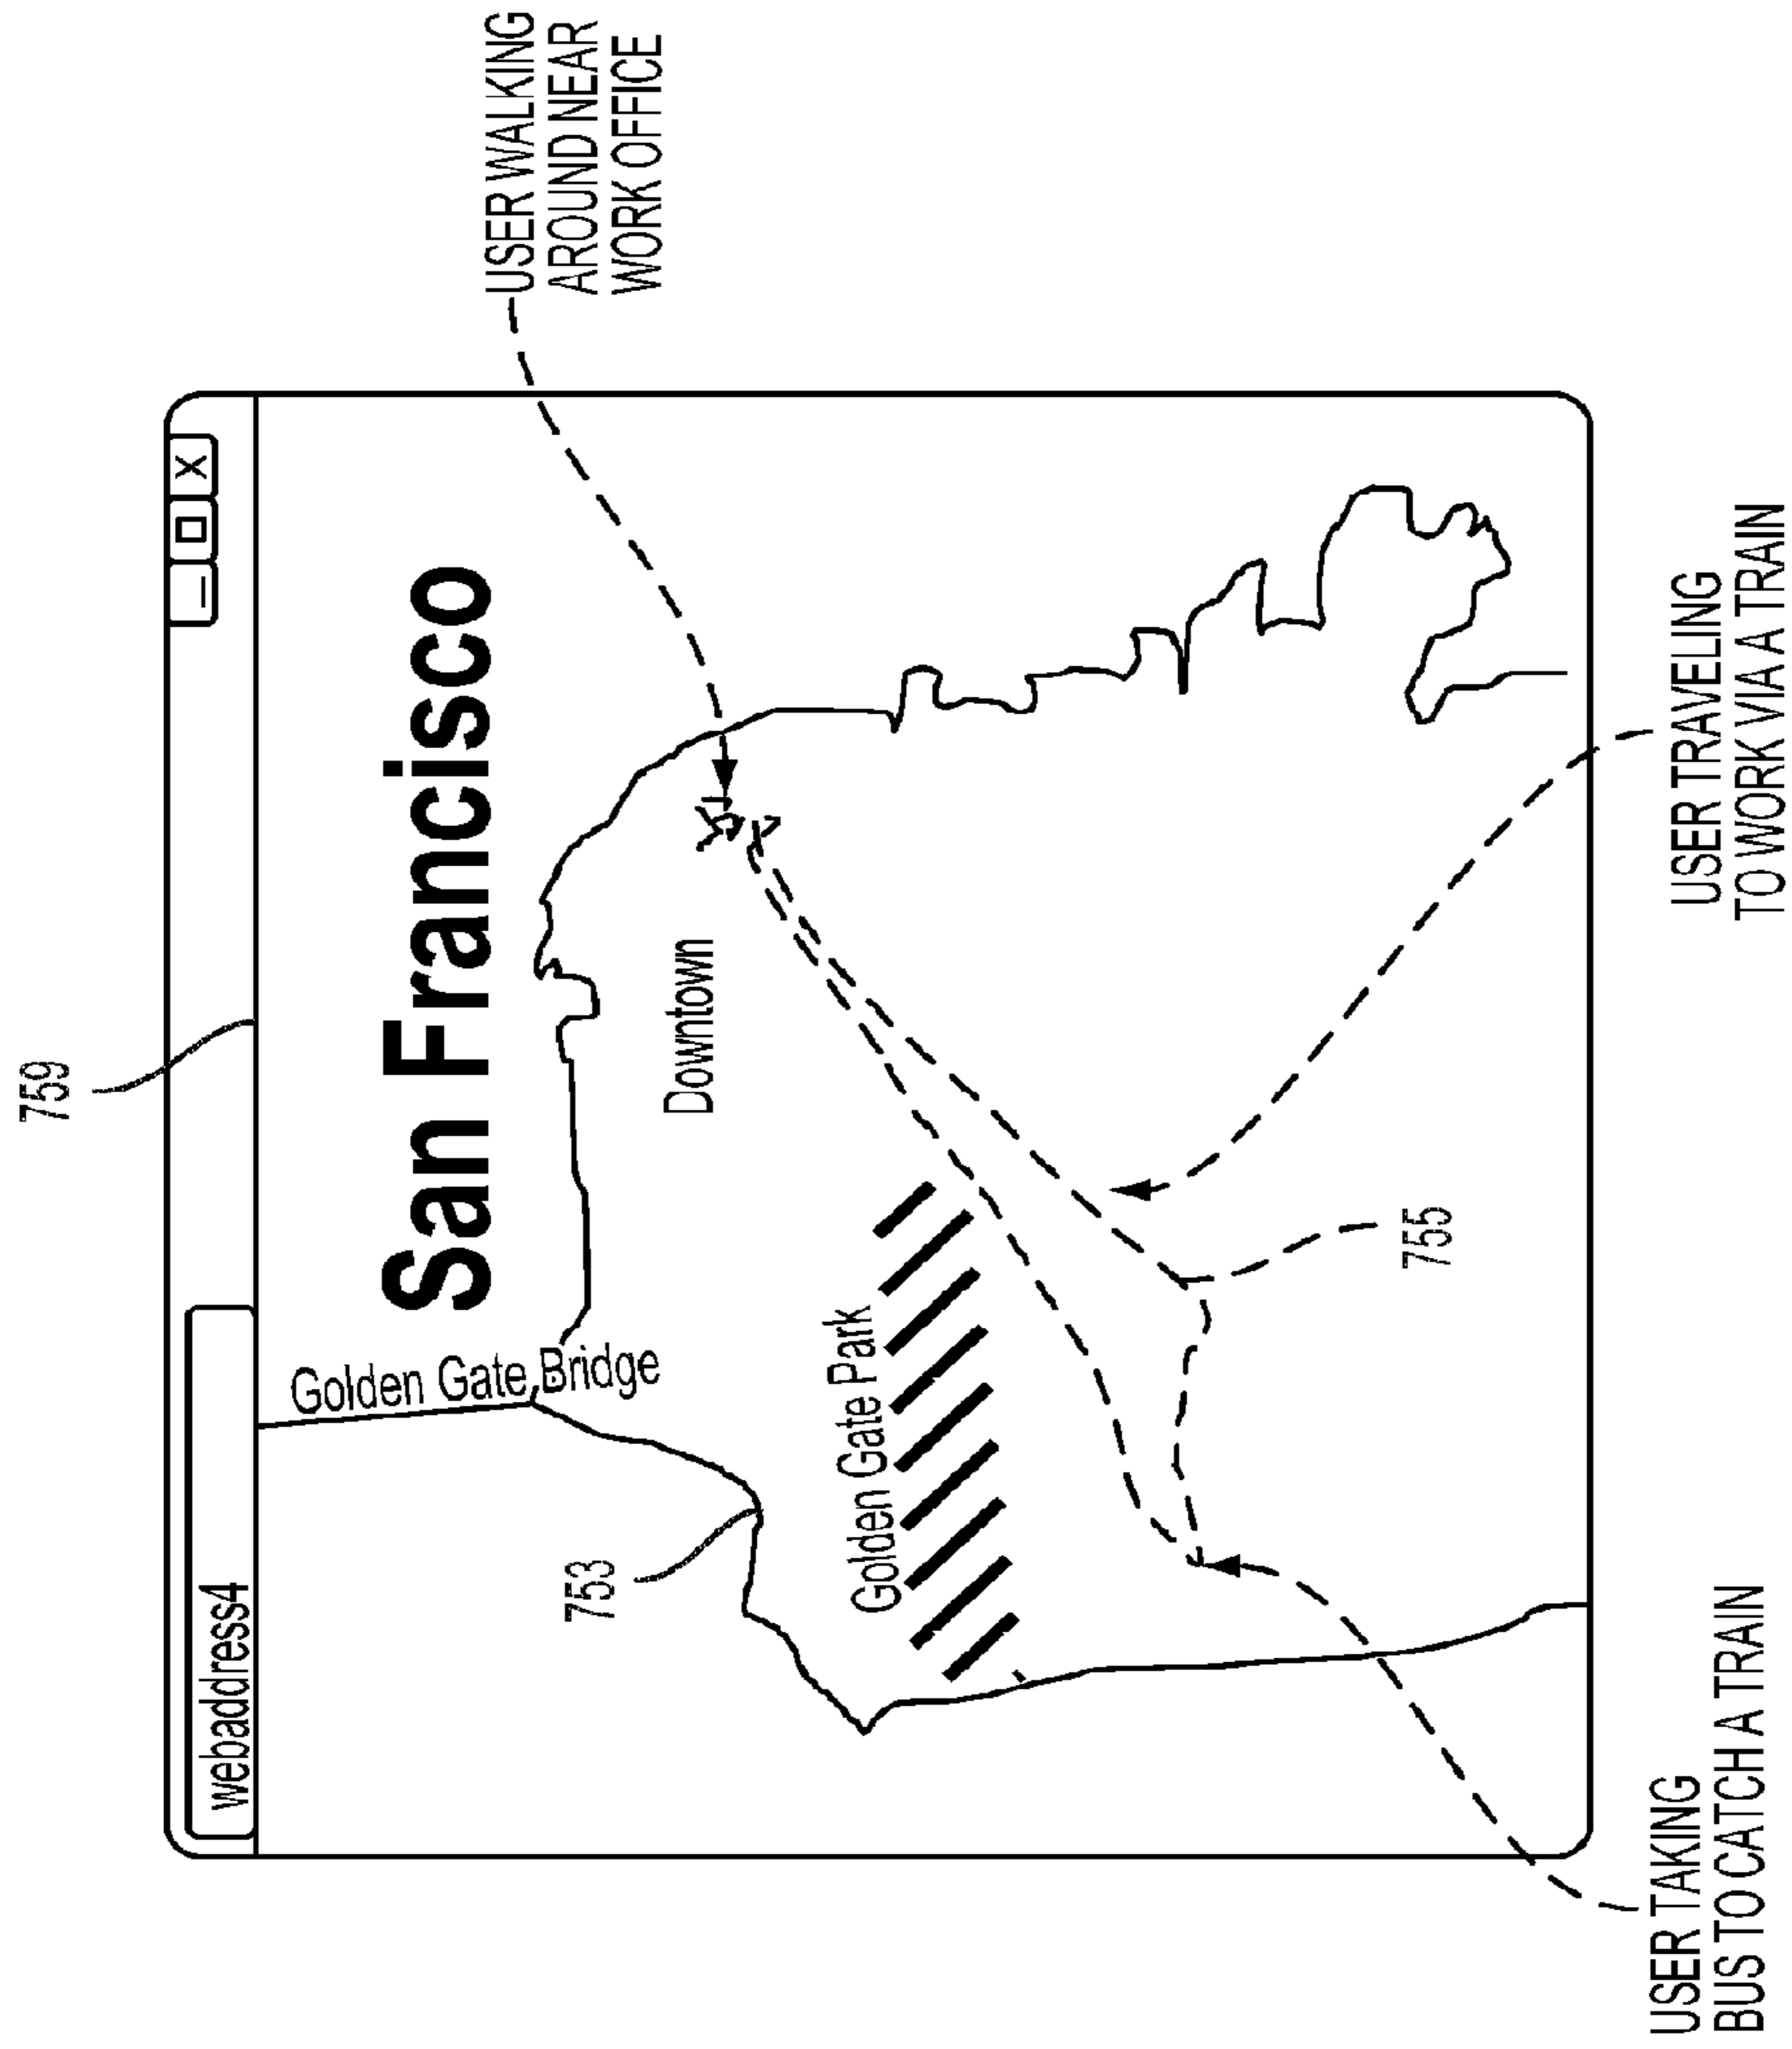 759
webaddress4
_ □ X
San Francisco
Golden Gate Bridge
753
Downtown
Golden Gate Park
755
USER WALKING
AROUND NEAR
WORK OFFICE
USER TAKING
BUS TO CATCH A TRAIN
USER TRAVELING
TO WORK VIA A TRAIN